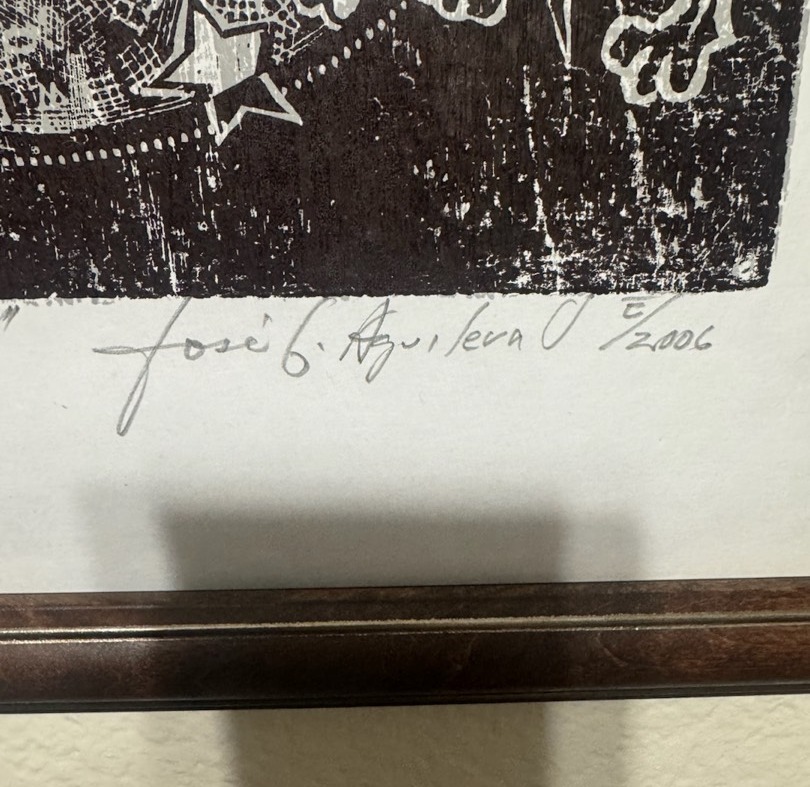 " José G. Aguilera O E/2006